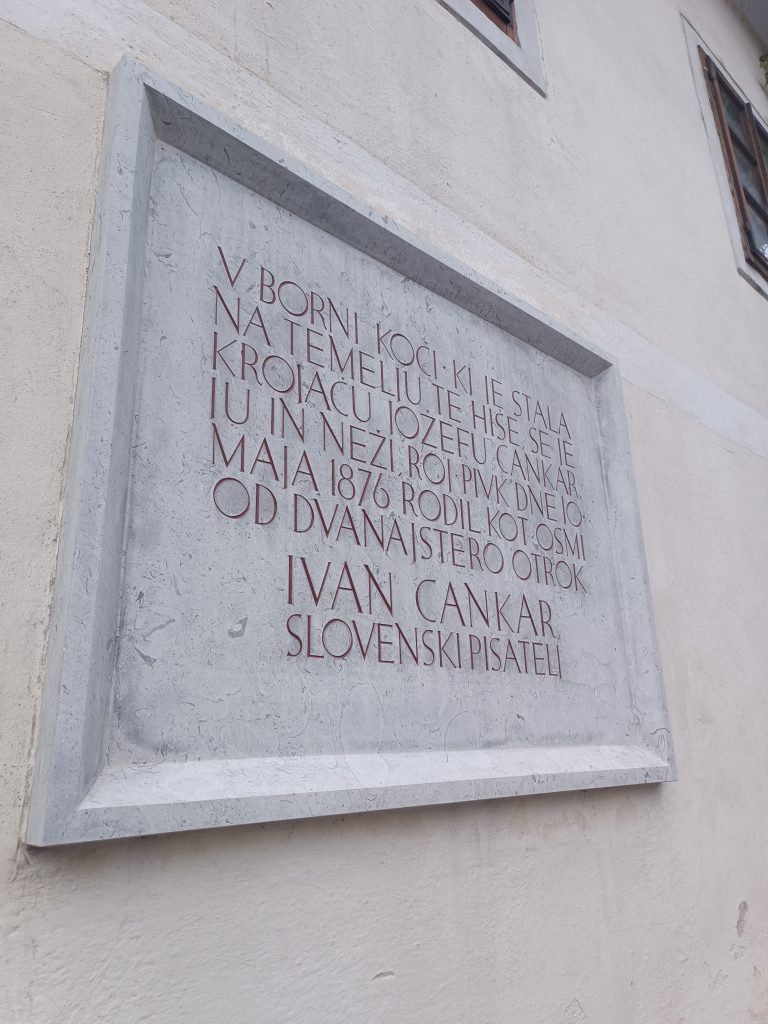 V BORNI KOČI · KI JE STALA
NA TEMELJU TE HIŠE, SE JE
KROJAČU JOŽEFU CANKAR
JU IN NEŽI, ROJ · PIVK DNE 10 ·
MAJA 1876, RODIL KOT OSMI
OD DVANAJSTERO OTROK
IVAN CANKAR
SLOVENSKI PISATELJ